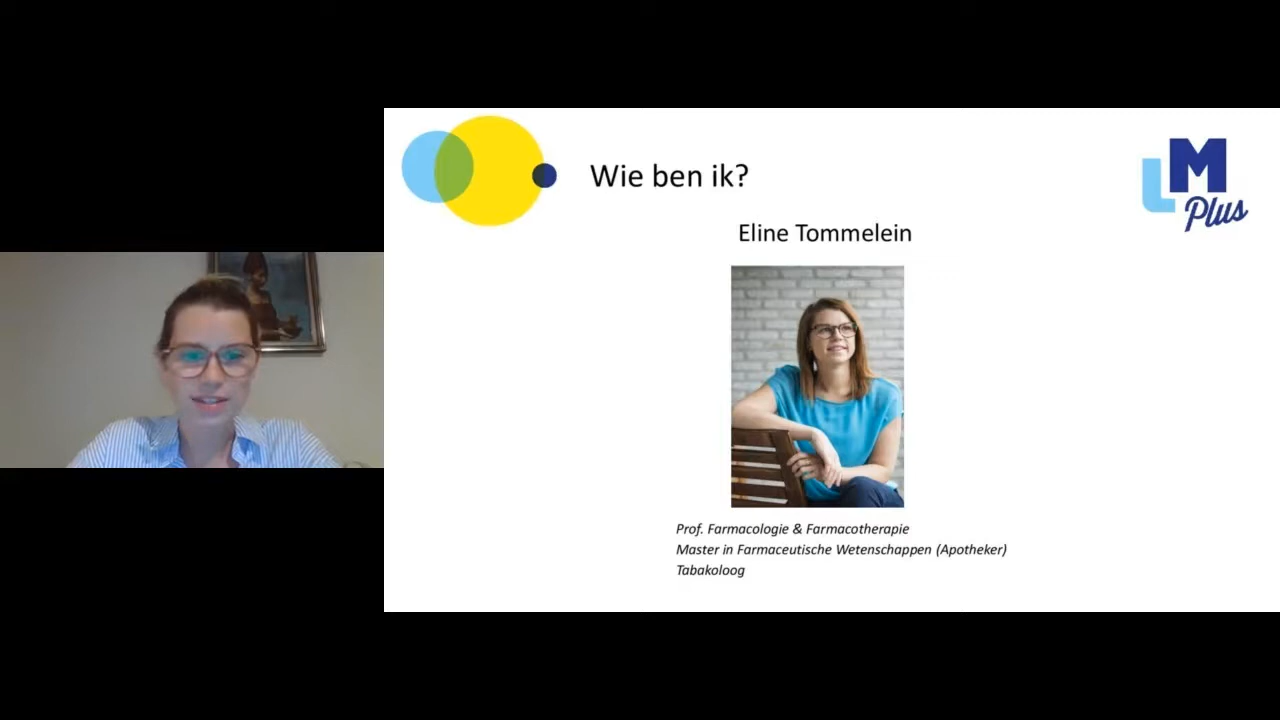 Wie ben ik?
LM
Plus
Eline Tommelein
Prof. Farmacologie & Farmacotherapie
Master in Farmaceutische Wetenschappen (Apotheker)
Tabakoloog